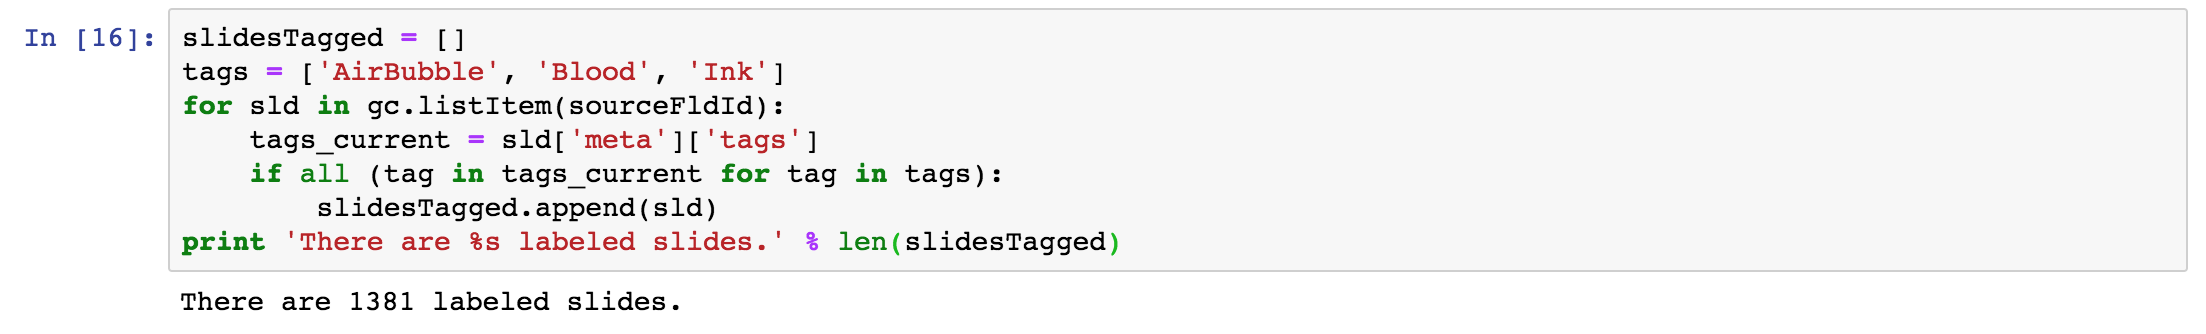 In [16]: slidesTagged = []
tags = ['AirBubble', 'Blood', 'Ink']
for sld in gc.listItem(sourceFldId):
    tags_current = sld['meta']['tags']
    if all (tag in tags_current for tag in tags):
        slidesTagged.append(sld)
print 'There are %s labeled slides.' % len(slidesTagged)
There are 1381 labeled slides.